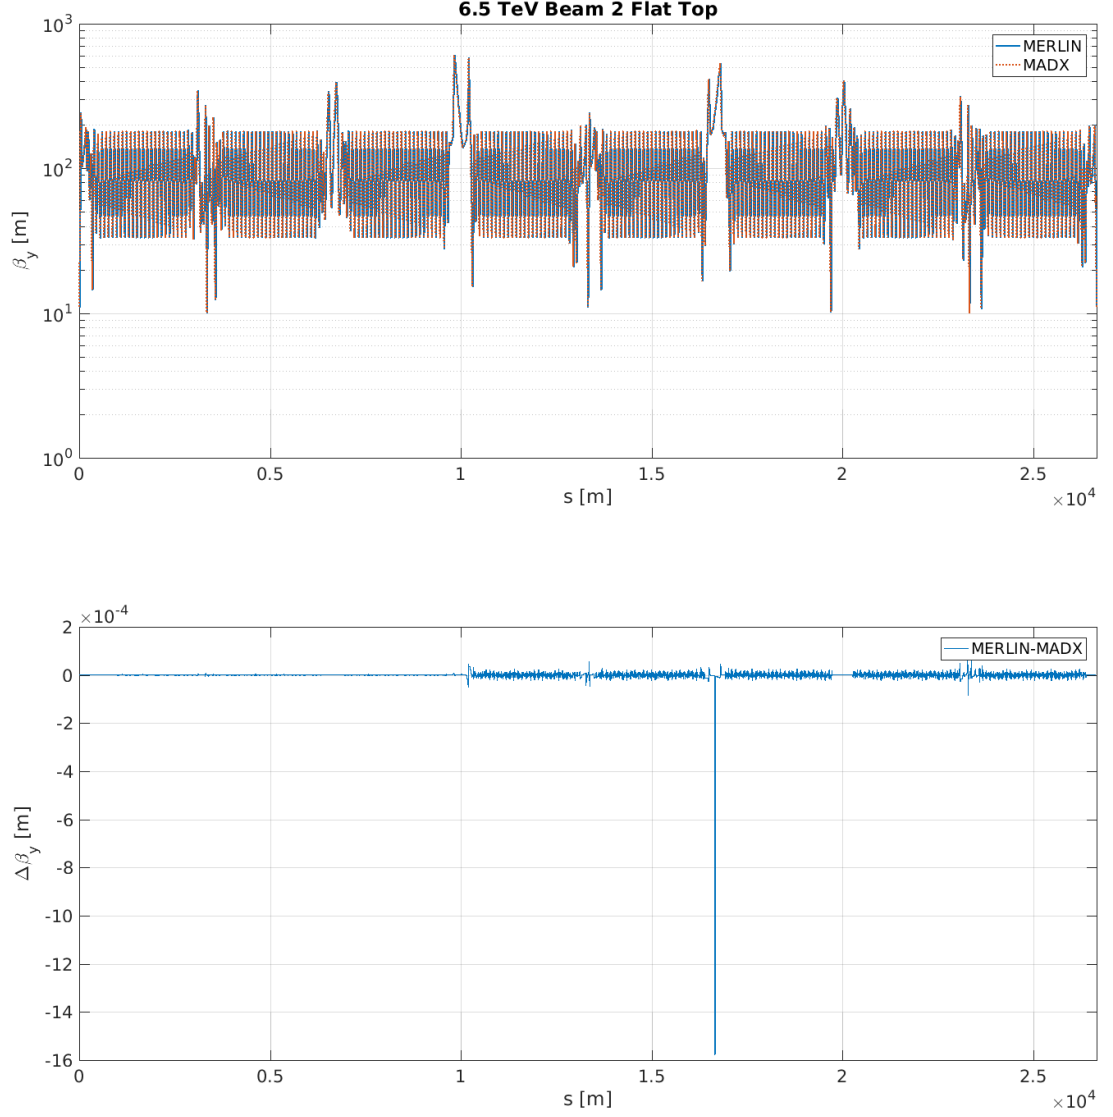 6.5 TeV Beam 2 Flat Top
10^3
10^2
10^1
10^0
β_y [m]
MERLIN
MADX
0 0.5 1 1.5 2 2.5
s [m]
×10^4
×10^-4
2
0
-2
-4
-6
-8
-10
-12
-14
-16
Δβ_y [m]
MERLIN-MADX
0 0.5 1 1.5 2 2.5
s [m]
×10^4